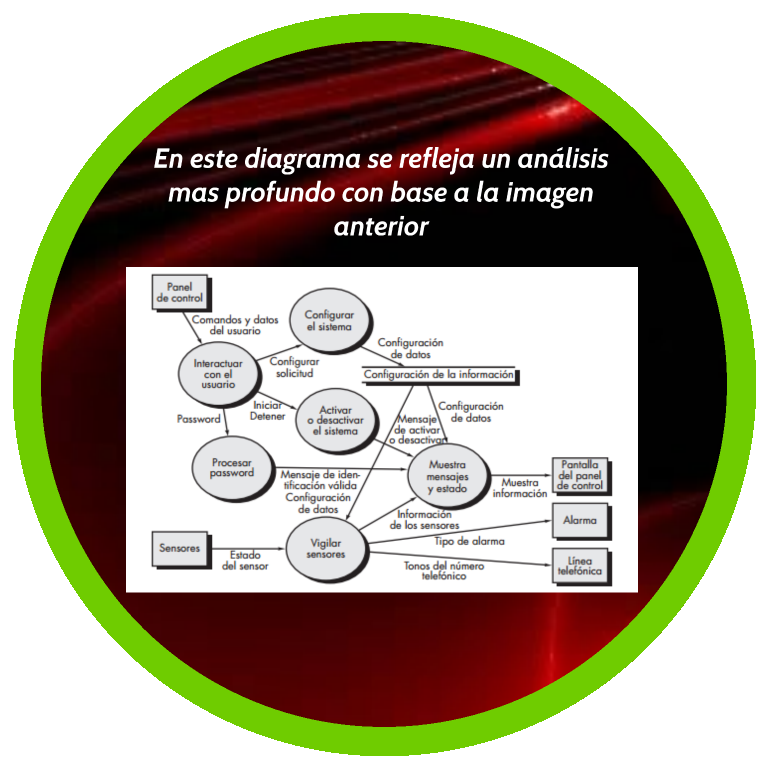 En este diagrama se refleja un análisis
mas profundo con base a la imagen
anterior
Panel
de control
Comandos y datos
del usuario
Configurar
el sistema
Interactuar
con el
usuario
Configurar
solicitud
Configuración
de datos
Configuración de la información
Password
Iniciar
Detener
Activar
o desactivar
el sistema
Mensaje
de activar
o desactivar
Configuración
de datos
Procesar
password
Mensaje de iden-
tificación válida
Configuración
de datos
Muestra
mensajes
y estado
Muestra
información
Pantalla
del panel
de control
Información
de los sensores
Alarma
Sensores
Estado
del sensor
Vigilar
sensores
Tipo de alarma
Tonos del número
telefónico
Línea
telefónica